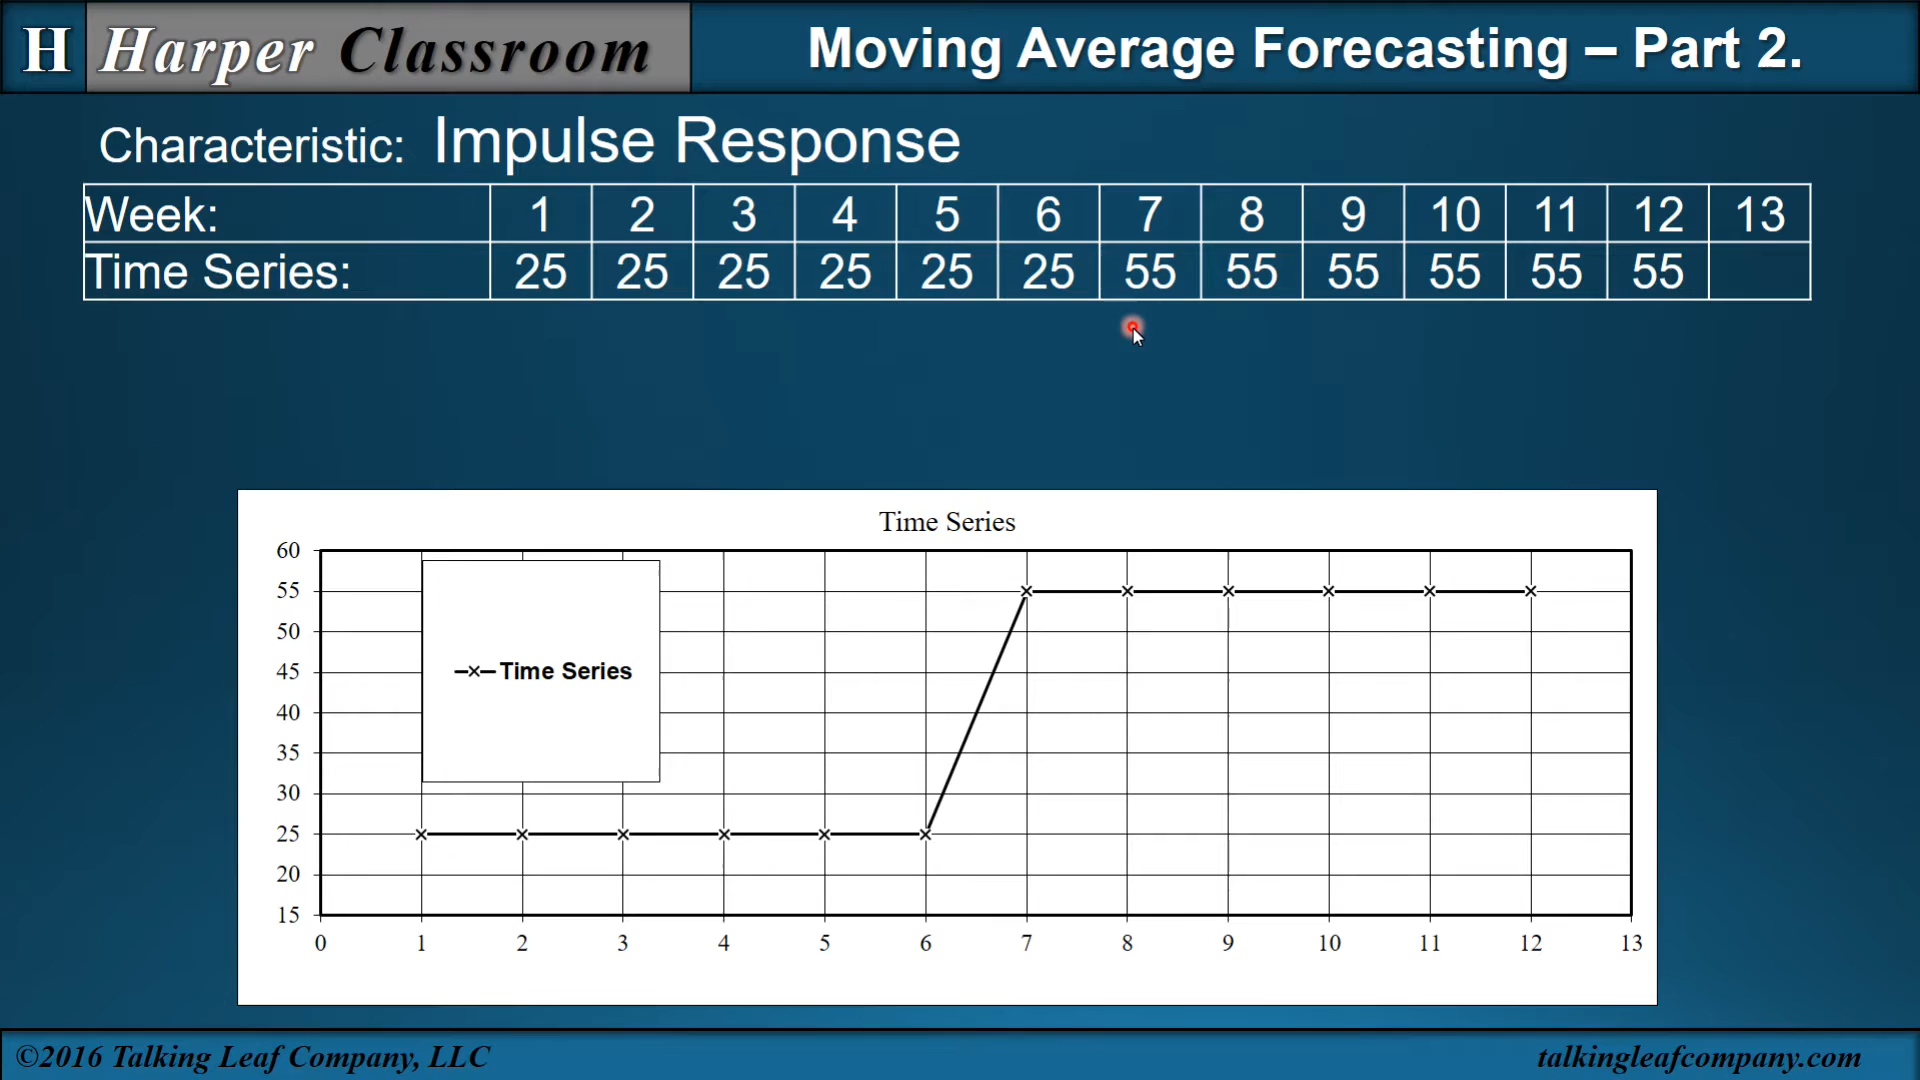 H Harper Classroom
Moving Average Forecasting – Part 2.
Characteristic: Impulse Response
Week: 1 2 3 4 5 6 7 8 9 10 11 12 13
Time Series: 25 25 25 25 25 25 55 55 55 55 55 55
Time Series
60
55
50
45
40
35
30
25
20
15
Time Series
0 1 2 3 4 5 6 7 8 9 10 11 12 13
©2016 Talking Leaf Company, LLC
talkingleafcompany.com